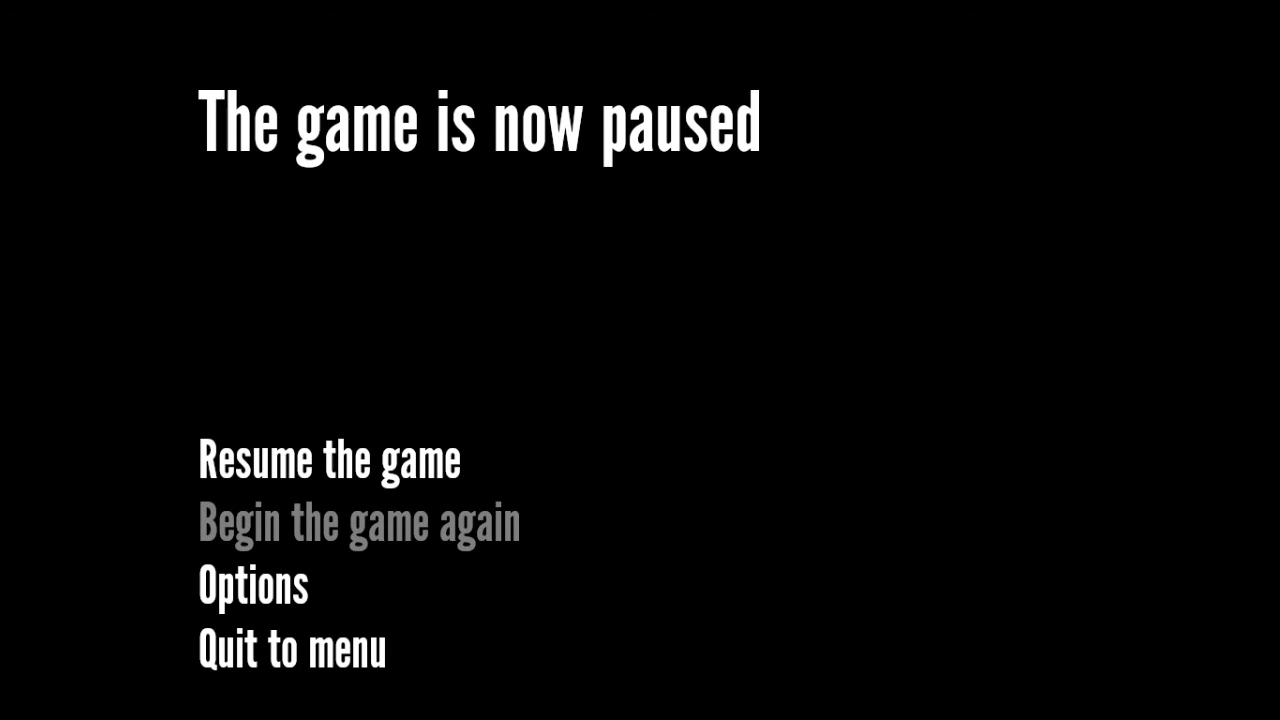 The game is now paused
Resume the game
Begin the game again
Options
Quit to menu